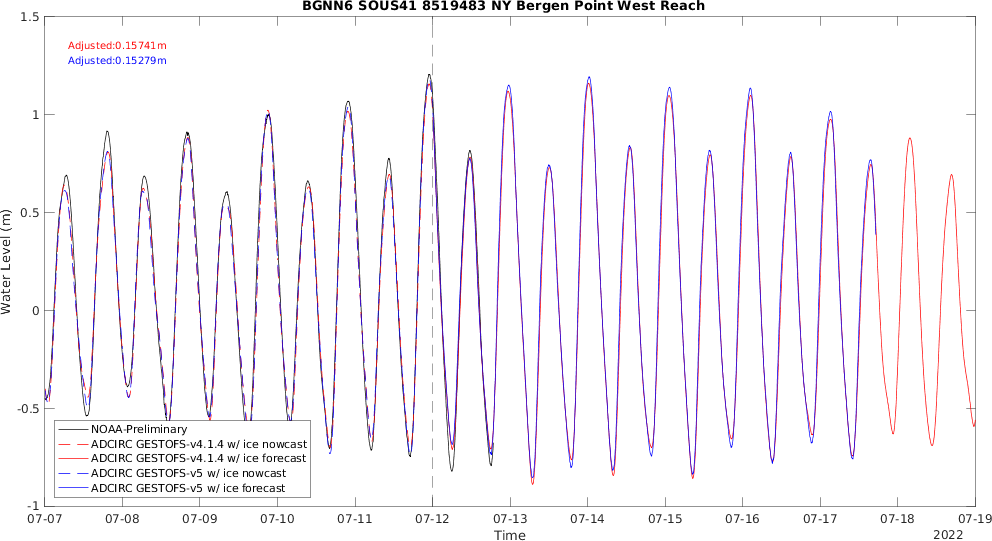 BGNN6 SOUS41 8519483 NY Bergen Point West Reach
Adjusted:0.15741m
Adjusted:0.15279m
1.5
1
0.5
0
-0.5
-1
Water Level (m)
NOAA-Preliminary
ADCIRC GESTOFS-v4.1.4 w/ ice nowcast
ADCIRC GESTOFS-v4.1.4 w/ ice forecast
ADCIRC GESTOFS-v5 w/ ice nowcast
ADCIRC GESTOFS-v5 w/ ice forecast
07-07 07-08 07-09 07-10 07-11 07-12 07-13 07-14 07-15 07-16 07-17 07-18 07-19
Time
2022